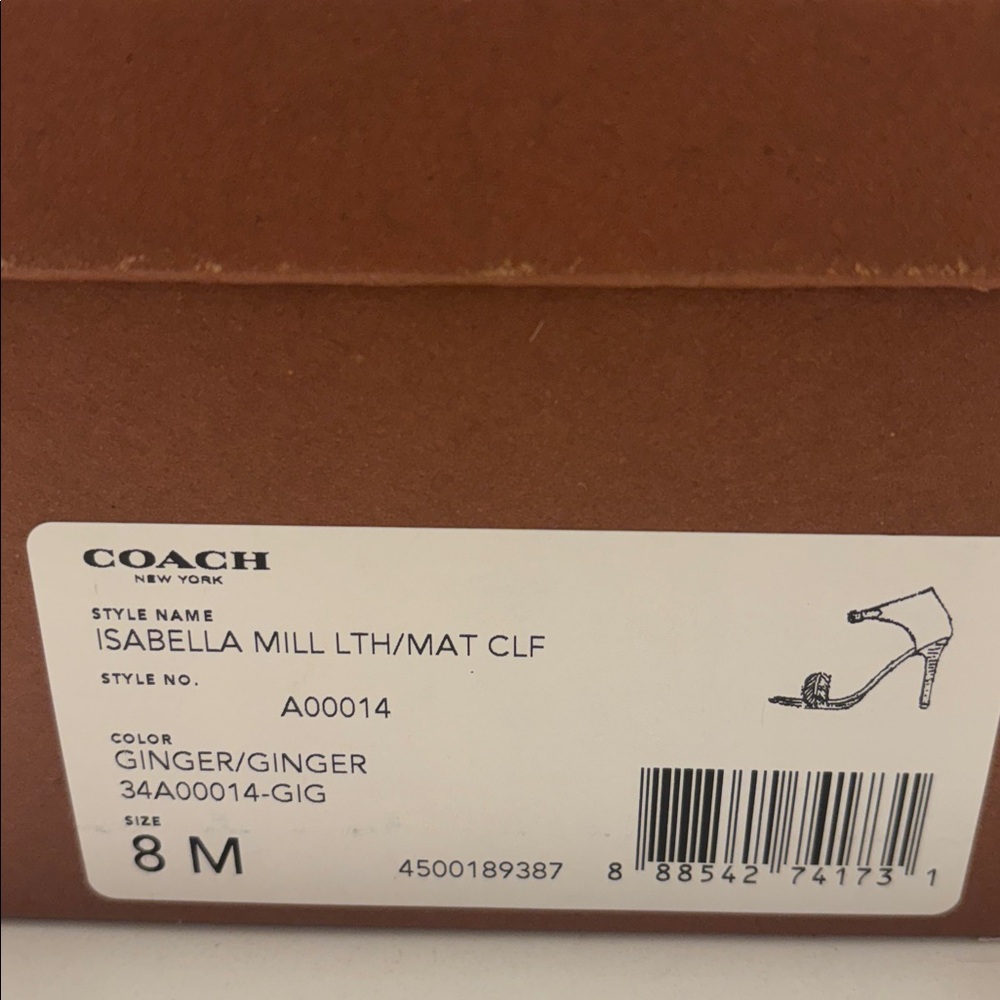 COACH
NEW YORK
STYLE NAME
ISABELLA MILL LTH/MAT CLF
STYLE NO.
A00014
COLOR
GINGER/GINGER
34A00014-GIG
SIZE
8 M
4500189387
8 88542 74173 1